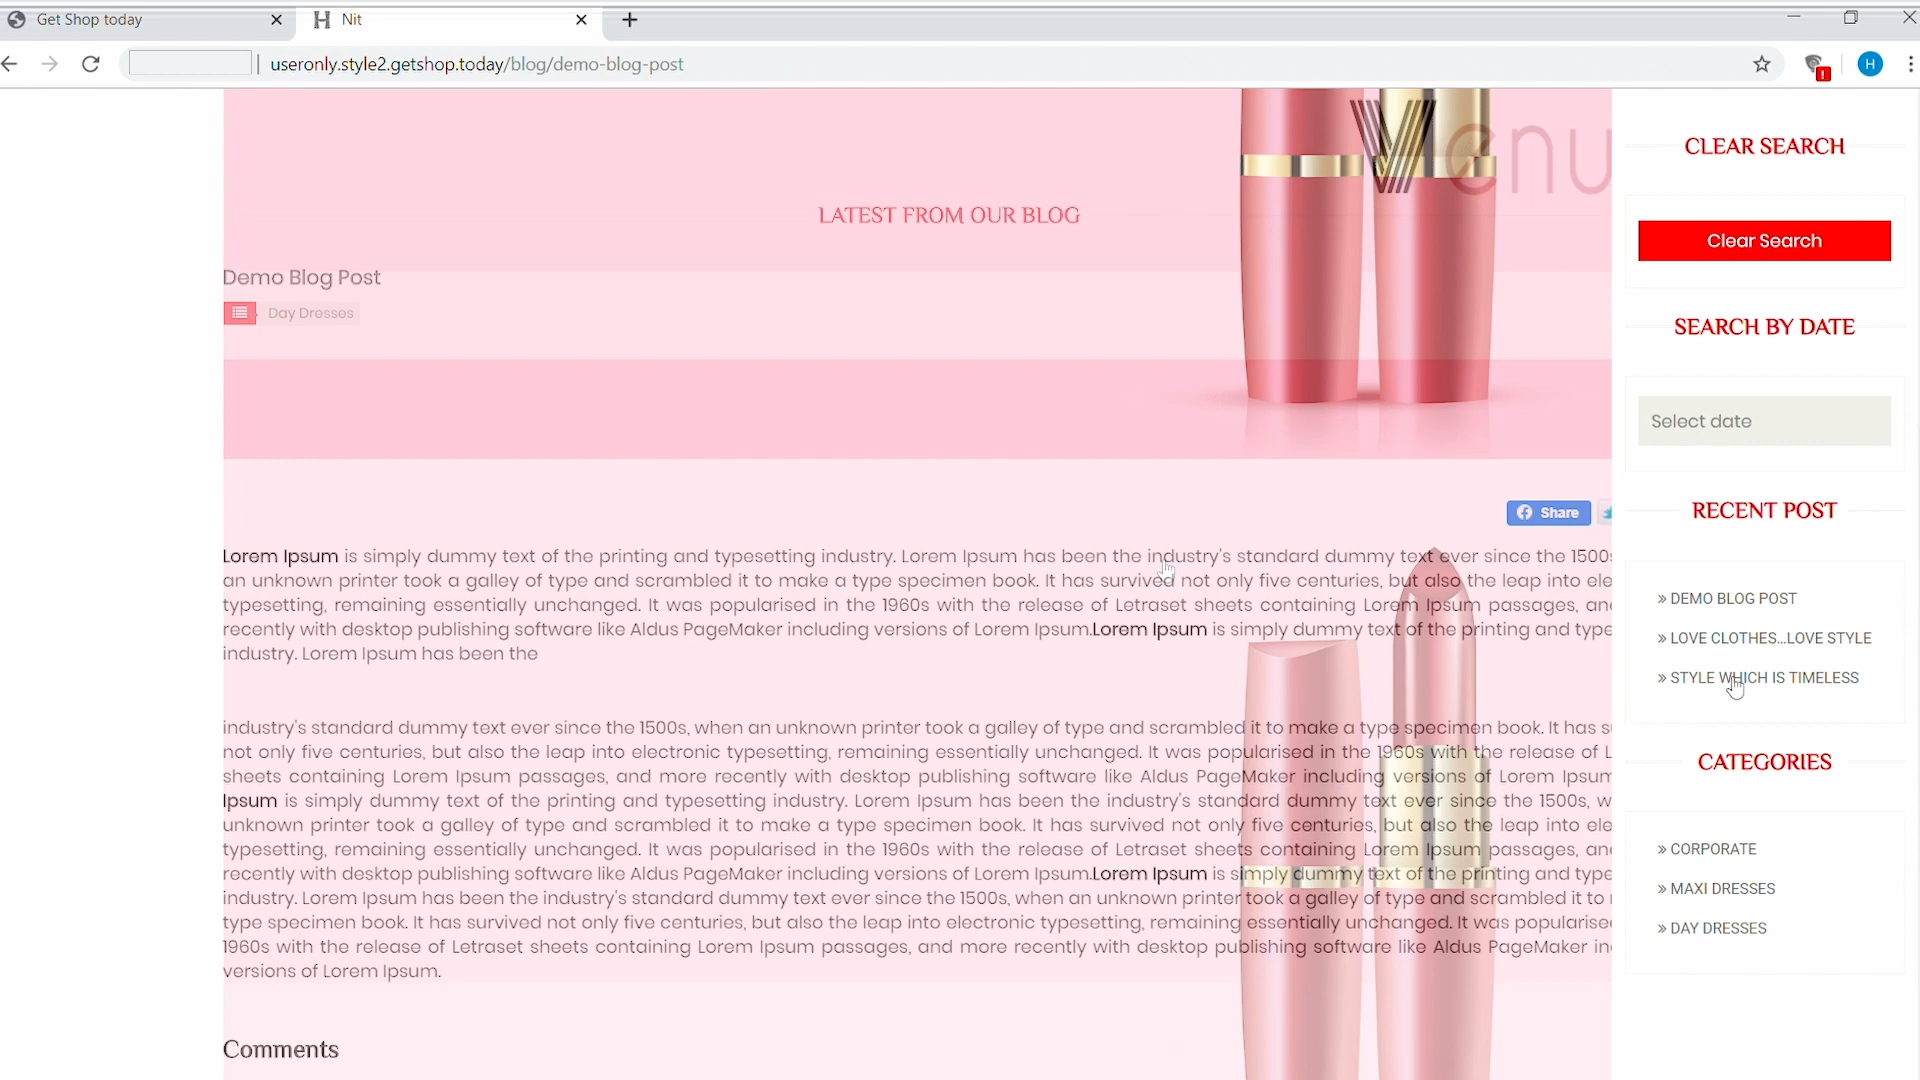 Get Shop today
Nit
useronly.style2.getshop.today/blog/demo-blog-post
H
Venu
LATEST FROM OUR BLOG
Demo Blog Post
Day Dresses
Share
Lorem Ipsum is simply dummy text of the printing and typesetting industry. Lorem Ipsum has been the industry's standard dummy text ever since the 1500s
an unknown printer took a galley of type and scrambled it to make a type specimen book. It has survived not only five centuries, but also the leap into ele
typesetting, remaining essentially unchanged. It was popularised in the 1960s with the release of Letraset sheets containing Lorem Ipsum passages, an
recently with desktop publishing software like Aldus PageMaker including versions of Lorem Ipsum.Lorem Ipsum is simply dummy text of the printing and type
industry. Lorem Ipsum has been the
industry's standard dummy text ever since the 1500s, when an unknown printer took a galley of type and scrambled it to make a type specimen book. It has s
not only five centuries, but also the leap into electronic typesetting, remaining essentially unchanged. It was popularised in the 1960s with the release of L
sheets containing Lorem Ipsum passages, and more recently with desktop publishing software like Aldus PageMaker including versions of Lorem Ipsum
Ipsum is simply dummy text of the printing and typesetting industry. Lorem Ipsum has been the industry's standard dummy text ever since the 1500s, w
unknown printer took a galley of type and scrambled it to make a type specimen book. It has survived not only five centuries, but also the leap into ele
typesetting, remaining essentially unchanged. It was popularised in the 1960s with the release of Letraset sheets containing Lorem Ipsum passages, an
recently with desktop publishing software like Aldus PageMaker including versions of Lorem Ipsum.Lorem Ipsum is simply dummy text of the printing and type
industry. Lorem Ipsum has been the industry's standard dummy text ever since the 1500s, when an unknown printer took a galley of type and scrambled it to
type specimen book. It has survived not only five centuries, but also the leap into electronic typesetting, remaining essentially unchanged. It was popularise
1960s with the release of Letraset sheets containing Lorem Ipsum passages, and more recently with desktop publishing software like Aldus PageMaker in
versions of Lorem Ipsum.
Comments
CLEAR SEARCH
Clear Search
SEARCH BY DATE
Select date
RECENT POST
» DEMO BLOG POST
» LOVE CLOTHES...LOVE STYLE
» STYLE WHICH IS TIMELESS
CATEGORIES
» CORPORATE
» MAXI DRESSES
» DAY DRESSES